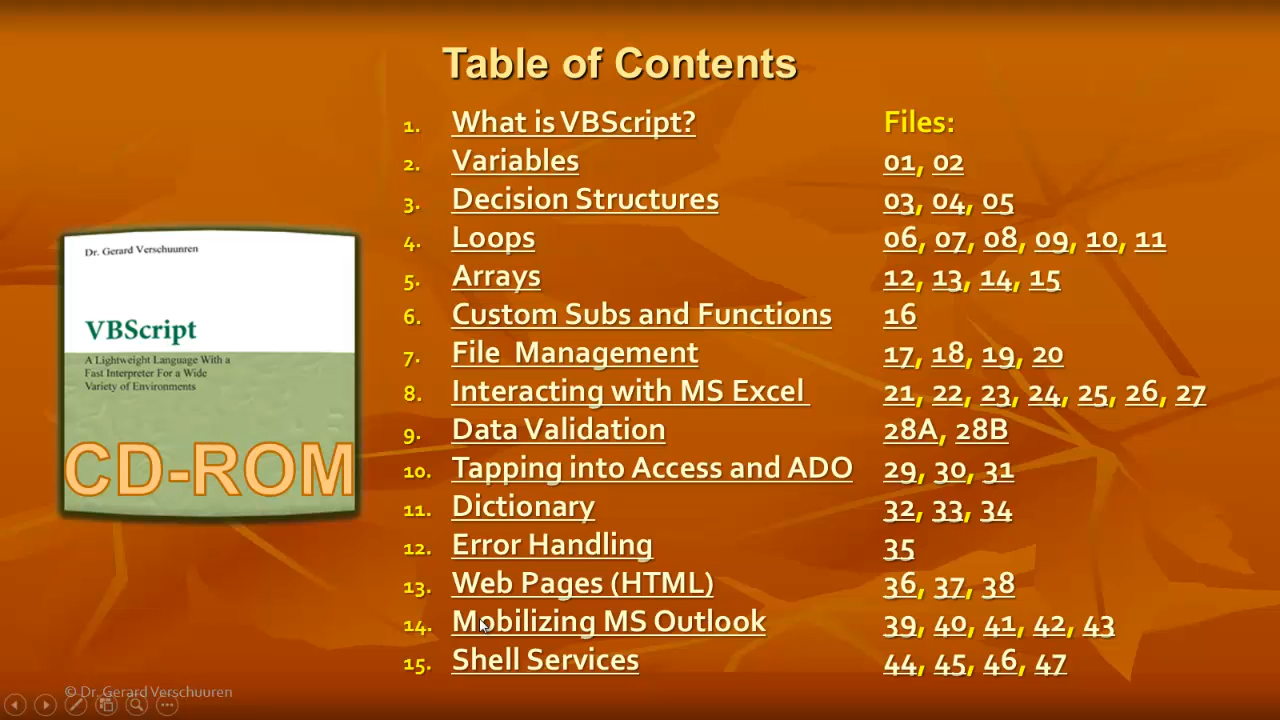 Table of Contents
1. What is VBScript? Files:
2. Variables 01, 02
3. Decision Structures 03, 04, 05
4. Loops 06, 07, 08, 09, 10, 11
5. Arrays 12, 13, 14, 15
6. Custom Subs and Functions 16
7. File Management 17, 18, 19, 20
8. Interacting with MS Excel 21, 22, 23, 24, 25, 26, 27
9. Data Validation 28A, 28B
10. Tapping into Access and ADO 29, 30, 31
11. Dictionary 32, 33, 34
12. Error Handling 35
13. Web Pages (HTML) 36, 37, 38
14. Mobilizing MS Outlook 39, 40, 41, 42, 43
15. Shell Services 44, 45, 46, 47
Dr. Gerard Verschuunren
VBScript
A Lightweight Language With a
Fast Interpreter For a Wide
Variety of Environments
CD-ROM
© Dr. Gerard Verschuuren